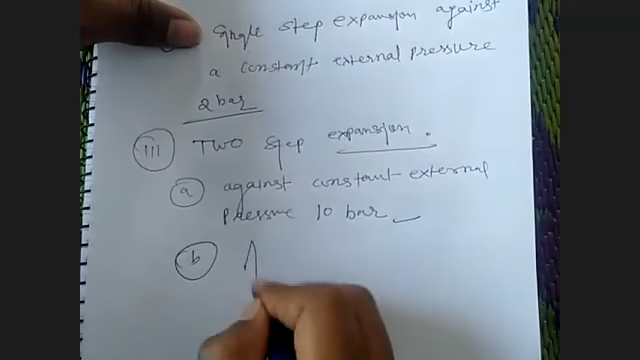 single step expansion against
a constant external pressure
2 bar
iii Two step expansion.
a against constant external
pressure 10 bar
b